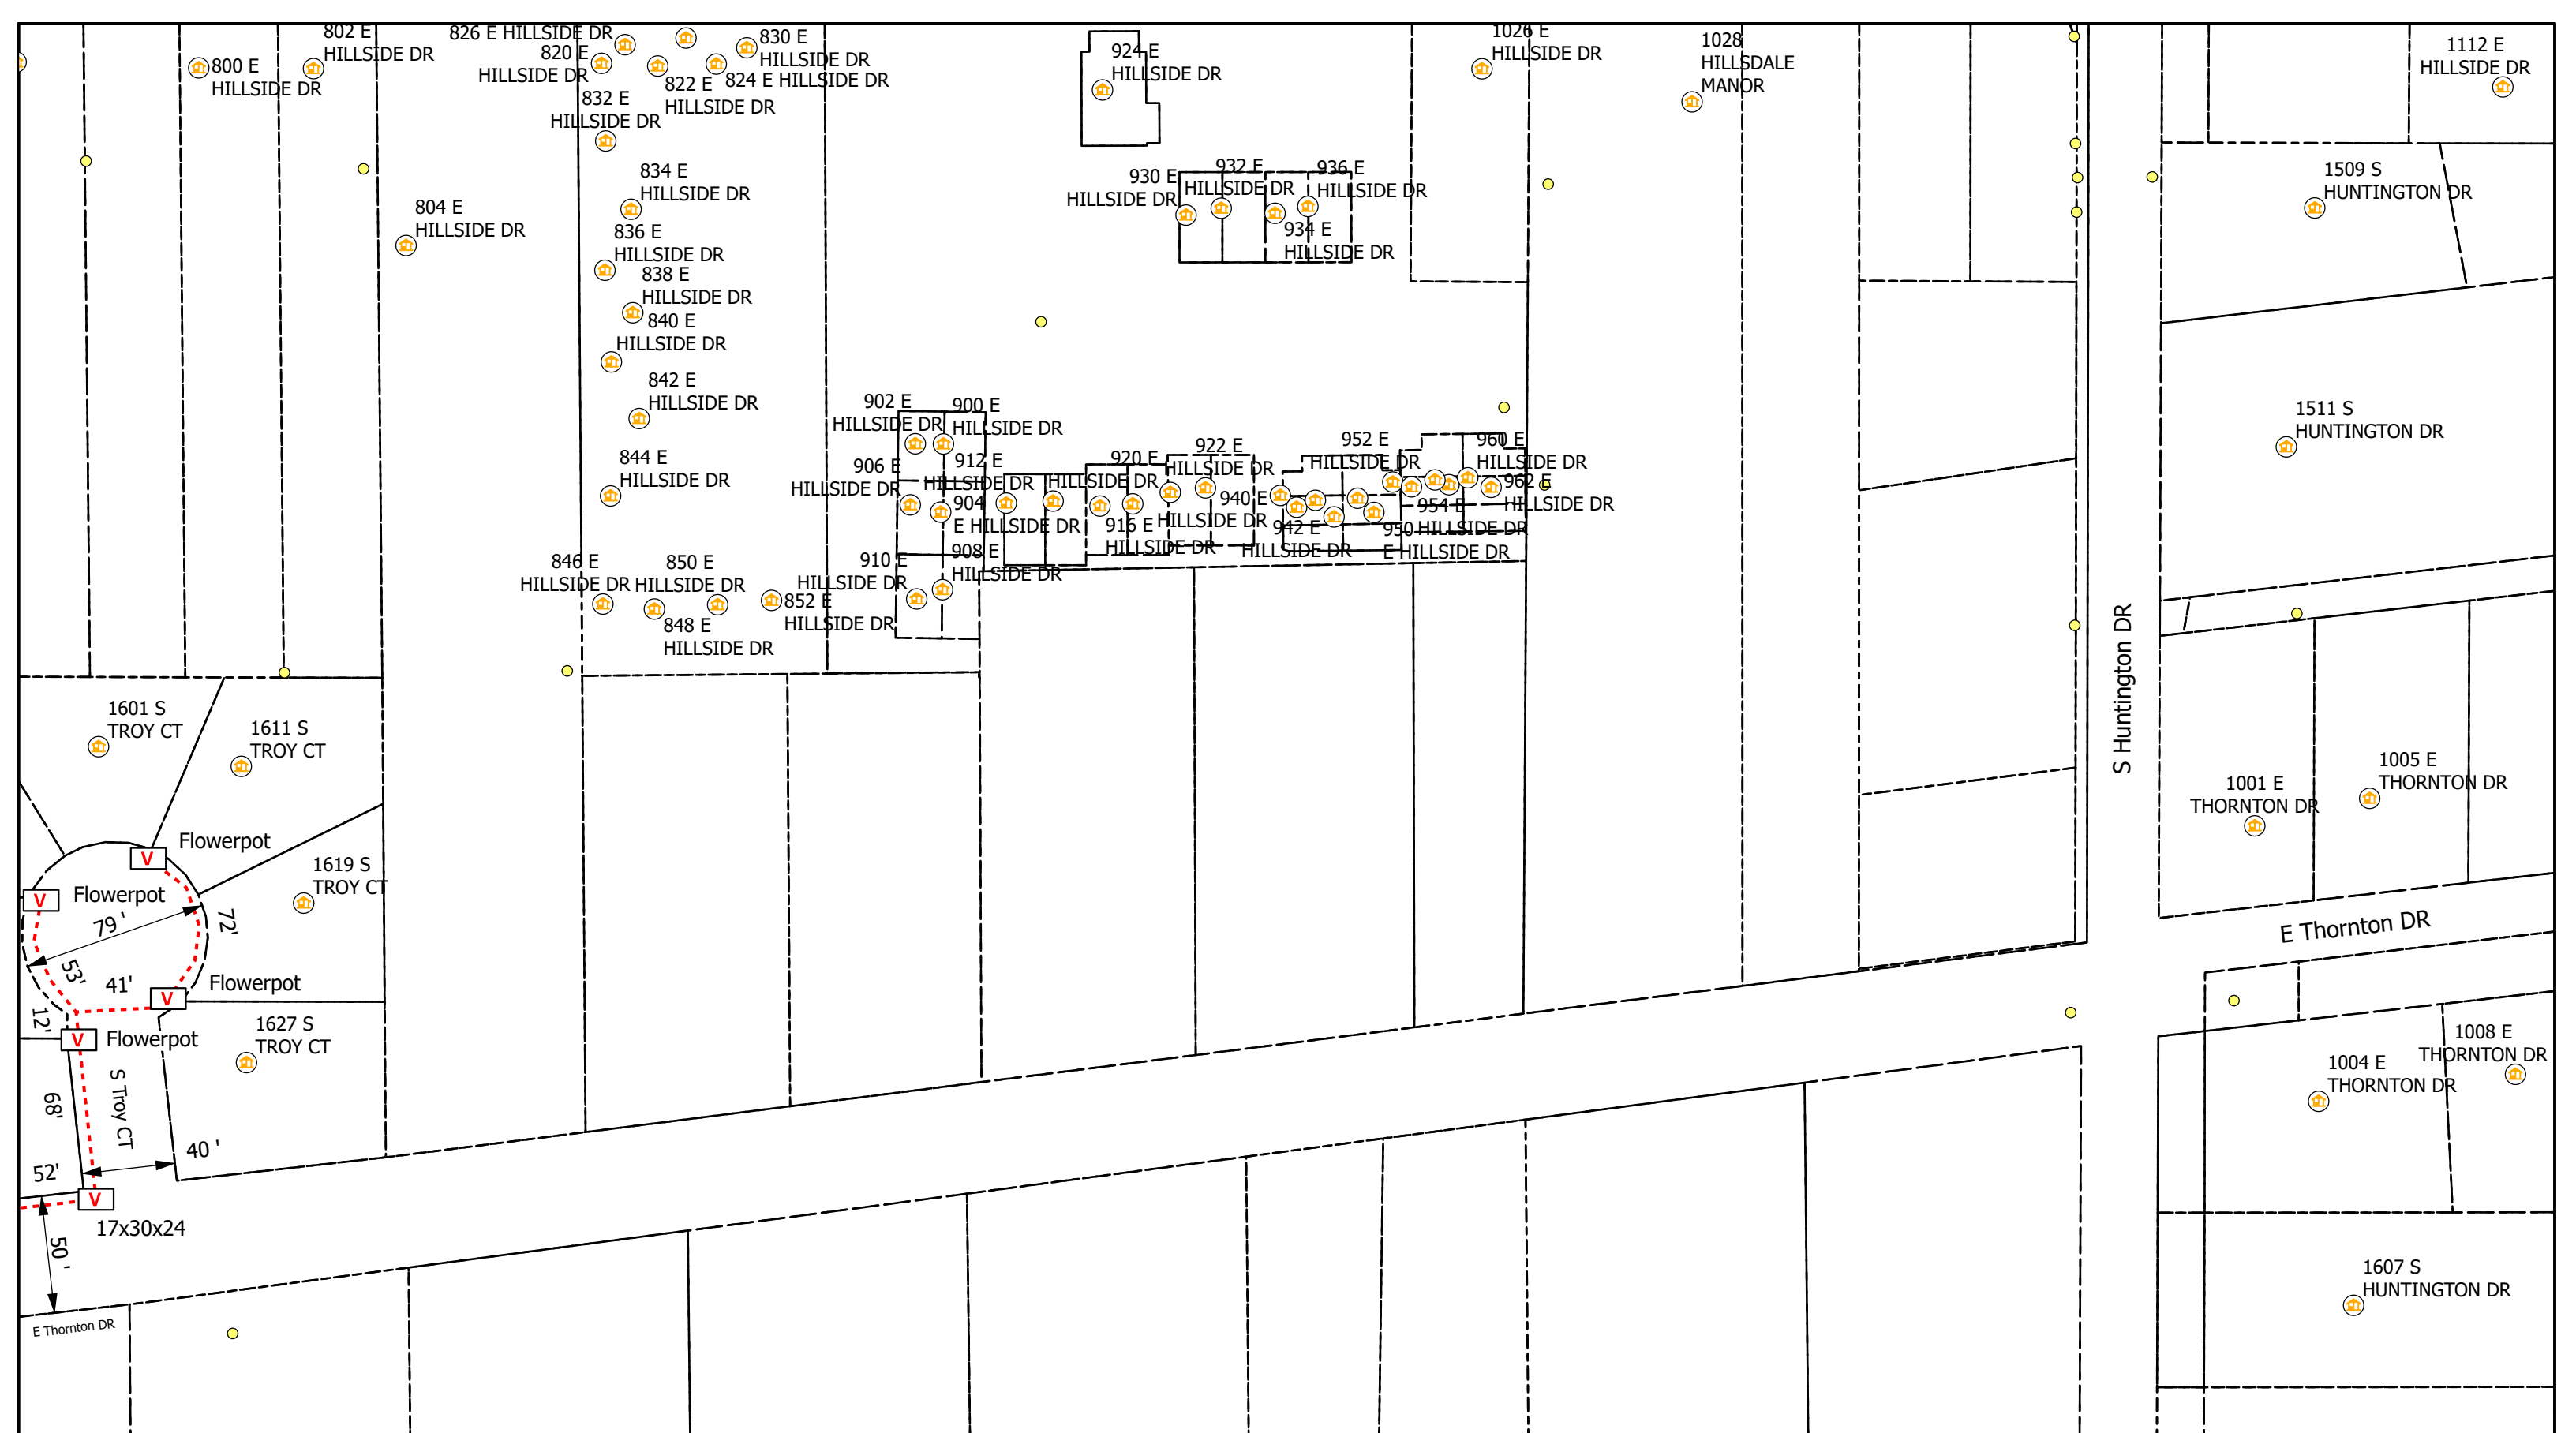 802 E
HILLSIDE DR
800 E
HILLSIDE DR
826 E HILLSIDE DR
820 E
HILLSIDE DR
830 E
HILLSIDE DR
822 E
HILLSIDE DR
824 E HILLSIDE DR
832 E
HILLSIDE DR
924 E
HILLSIDE DR
1026 E
HILLSIDE DR
1028
HILLSDALE
MANOR
1112 E
HILLSIDE DR
834 E
HILLSIDE DR
804 E
HILLSIDE DR
836 E
HILLSIDE DR
838 E
HILLSIDE DR
840 E
HILLSIDE DR
842 E
HILLSIDE DR
844 E
HILLSIDE DR
846 E
HILLSIDE DR
850 E
HILLSIDE DR
848 E
HILLSIDE DR
852 E
HILLSIDE DR
930 E
HILLSIDE DR
932 E
HILLSIDE DR
936 E
HILLSIDE DR
934 E
HILLSIDE DR
1509 S
HUNTINGTON DR
1511 S
HUNTINGTON DR
902 E
HILLSIDE DR
900 E
HILLSIDE DR
906 E
HILLSIDE DR
912 E
HILLSIDE DR
904
E HILLSIDE DR
910 E
HILLSIDE DR
908 E
HILLSIDE DR
920 E
HILLSIDE DR
916 E
HILLSIDE DR
922 E
HILLSIDE DR
940 E
HILLSIDE DR
942 E
HILLSIDE DR
952 E
HILLSIDE DR
950
E HILLSIDE DR
954 E
HILLSIDE DR
960 E
HILLSIDE DR
962 E
HILLSIDE DR
S Huntington DR
1601 S
TROY CT
1611 S
TROY CT
1619 S
TROY CT
1627 S
TROY CT
1001 E
THORNTON DR
1005 E
THORNTON DR
E Thornton DR
1004 E
THORNTON DR
1008 E
THORNTON DR
1607 S
HUNTINGTON DR
Flowerpot
V
V
Flowerpot
79 '
72'
53'
41'
V
Flowerpot
12'
V
Flowerpot
68'
S Troy CT
40 '
52'
V
17x30x24
50 '
E Thornton DR